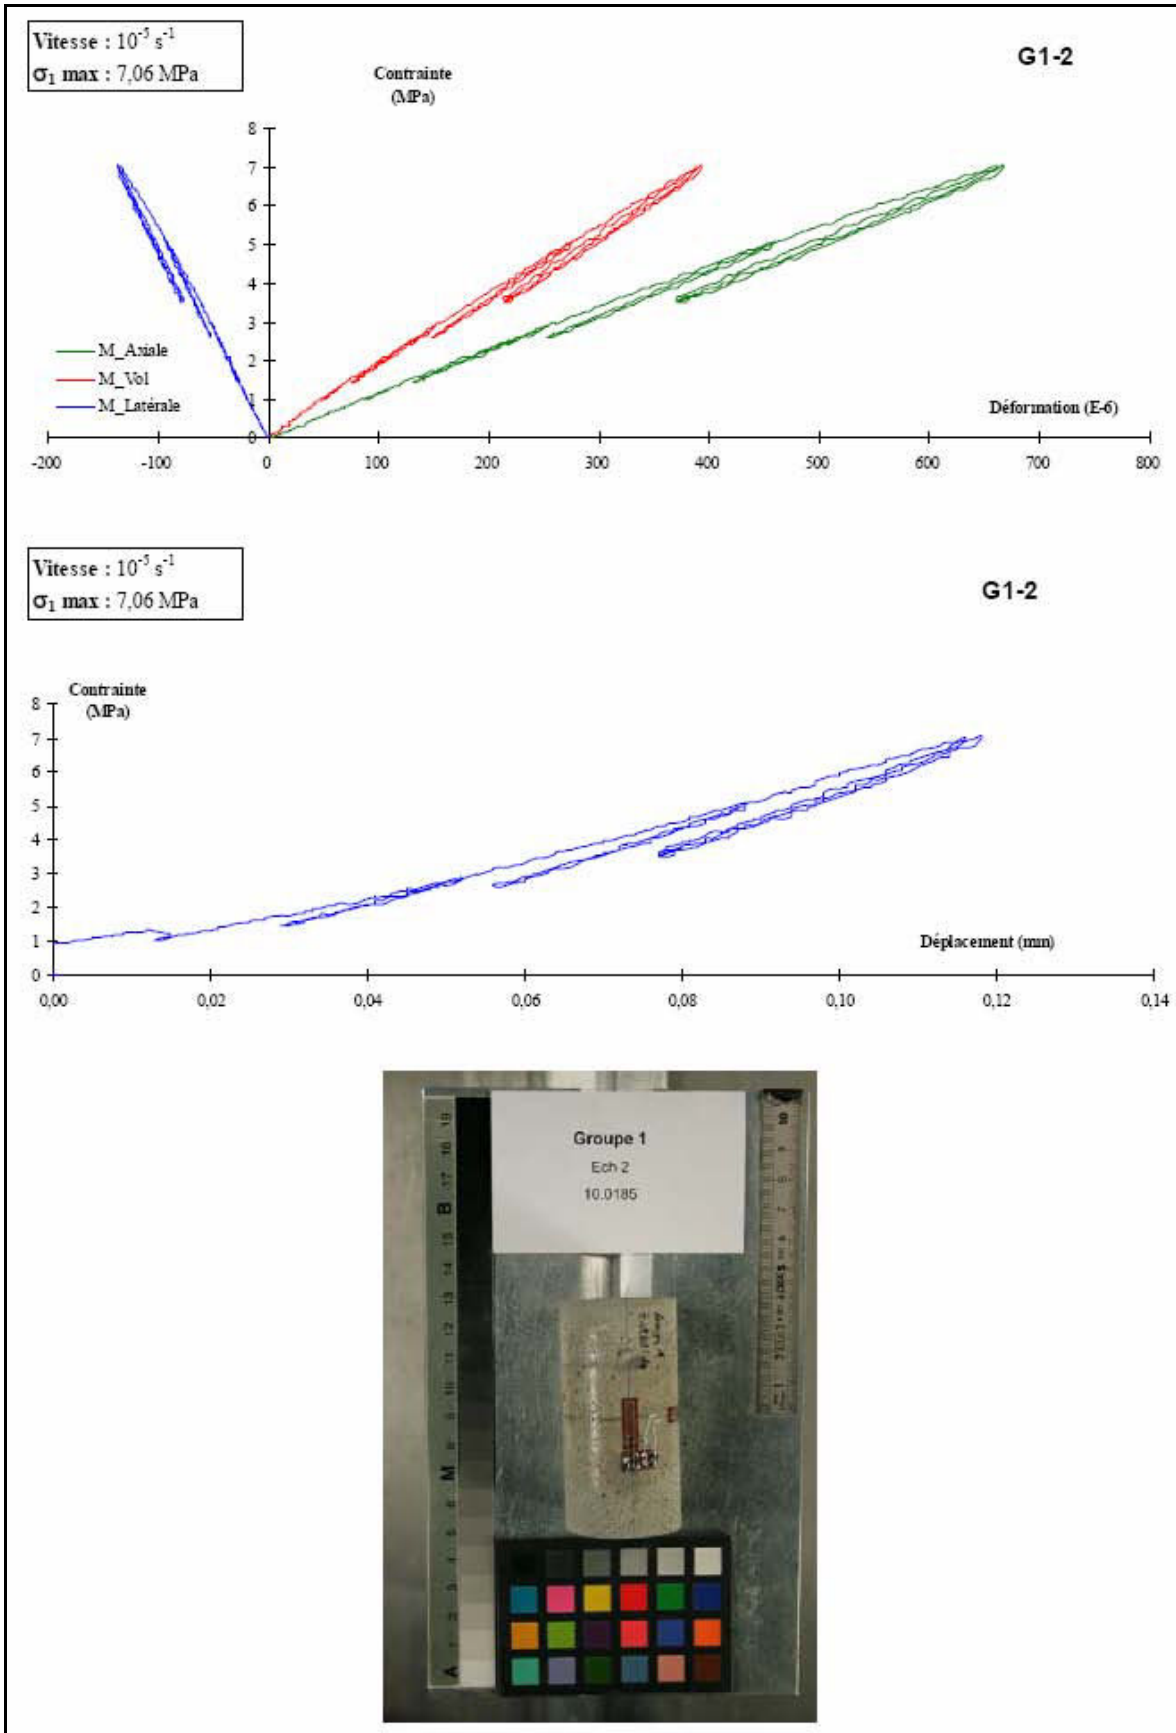 Vitesse : 10⁻⁵ s⁻¹
σ₁ max : 7,06 MPa
G1-2
Contrainte
(MPa)
8
7
6
5
4
3
2
1
0
M_Axiale
M_Vol
M_Latérale
Déformation (E-6)
-200 -100 0 100 200 300 400 500 600 700 800
Vitesse : 10⁻⁵ s⁻¹
σ₁ max : 7,06 MPa
G1-2
Contrainte
(MPa)
8
7
6
5
4
3
2
1
0
Déplacement (mm)
0,00 0,02 0,04 0,06 0,08 0,10 0,12 0,14
Groupe 1
Ech 2
10.0185
B
M
A